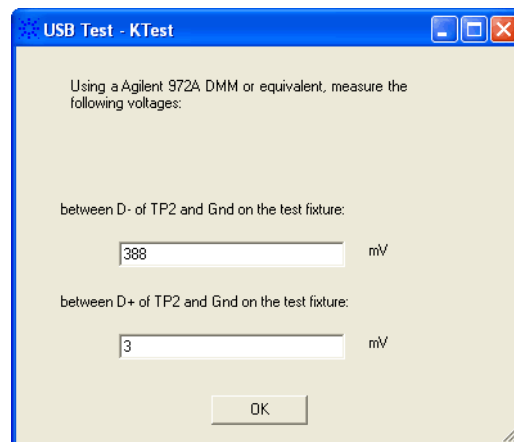 USB Test - KTest
Using a Agilent 972A DMM or equivalent, measure the
following voltages:
between D- of TP2 and Gnd on the test fixture:
388 mV
between D+ of TP2 and Gnd on the test fixture:
3 mV
OK